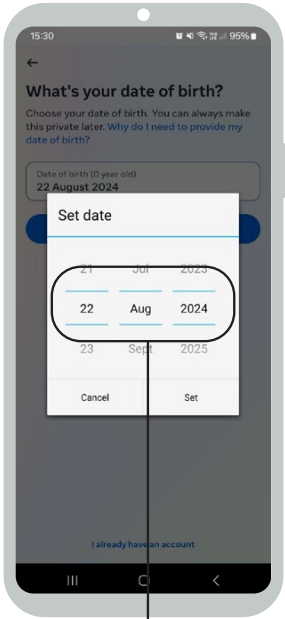 15:30 95%
What's your date of birth?
Choose your date of birth. You can always make
this private later. Why do I need to provide my
date of birth?
Date of birth (0 year old)
22 August 2024
Set date
21 Jul 2023
22 Aug 2024
23 Sept 2025
Cancel Set
I already have an account